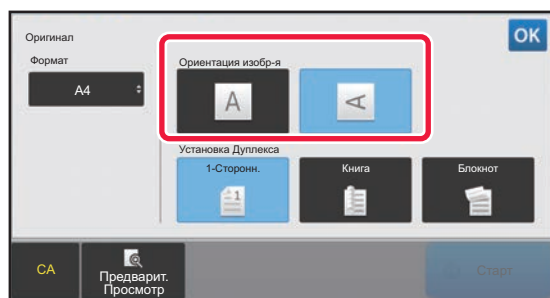 Оригинал
OK
Формат
Ориентация изобр-я
A4
A
A
Установка Дуплекса
1-Сторонн.
Книга
Блокнот
1
CA
Предварит.
Просмотр
Старт